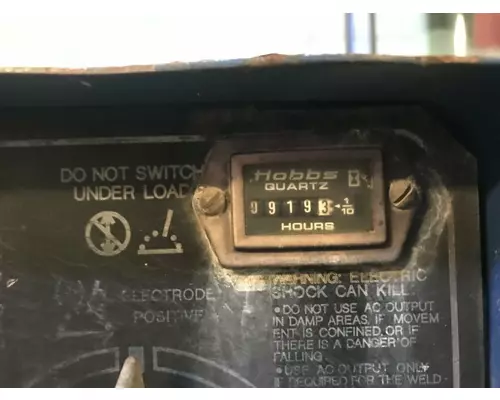 DO NOT SWITCH
UNDER LOAD
Hobbs
QUARTZ
09193
1/10
HOURS
ELECTRODE
POSITIVE
WARNING: ELECTRIC
SHOCK CAN KILL
• DO NOT USE AC OUTPUT
IN DAMP AREAS, IF MOVEM
ENT IS CONFINED, OR IF
THERE IS A DANGER OF
FALLING.
• USE AC OUTPUT ONLY
IF REQUIRED FOR THE WELD